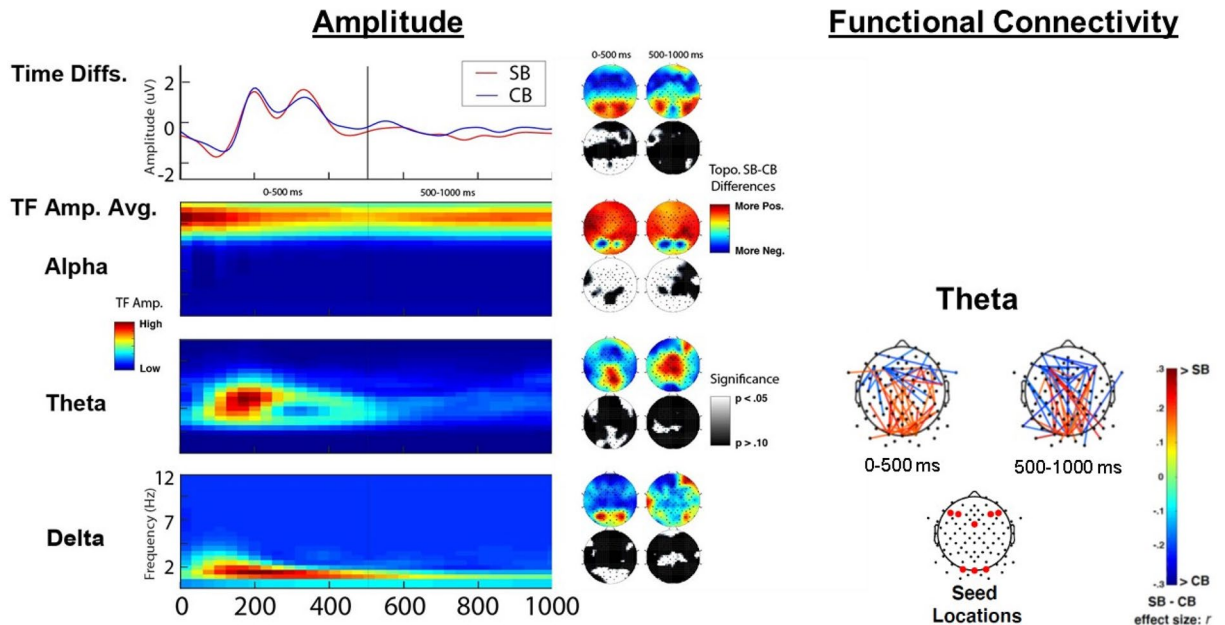 Amplitude
Functional Connectivity
Time Diffs.
Amplitude (uV)
2
0
-2
SB
CB
0-500 ms
500-1000 ms
0-500 ms
500-1000 ms
Topo. SB-CB
Differences
More Pos.
More Neg.
TF Amp. Avg.
Alpha
TF Amp.
High
Low
Theta
Significance
p < .05
p > .10
Delta
Frequency (Hz)
12
7
2
0
200
400
600
800
1000
Theta
0-500 ms
500-1000 ms
Seed
Locations
.3
> SB
.2
.1
0
-.1
-.2
-.3
> CB
SB - CB
effect size: r